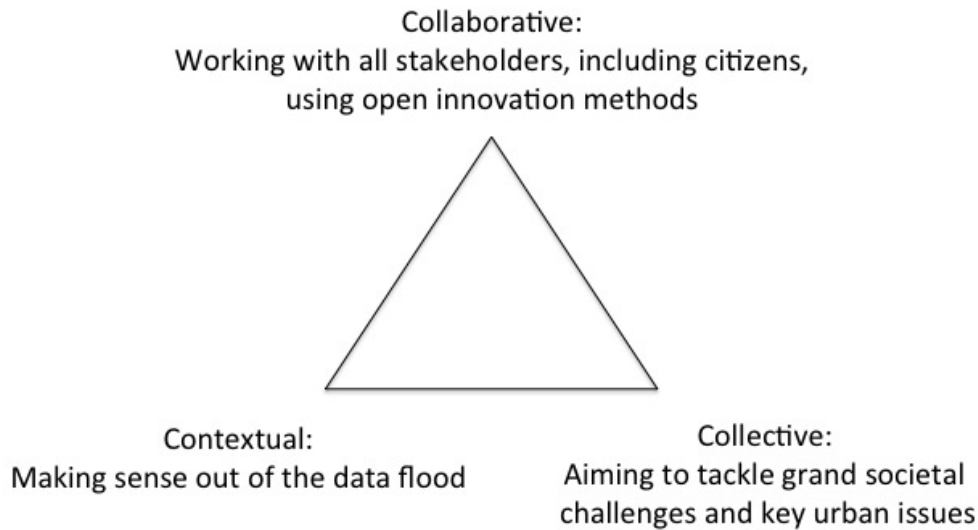 Collaborative:
Working with all stakeholders, including citizens,
using open innovation methods
Contextual:
Making sense out of the data flood
Collective:
Aiming to tackle grand societal
challenges and key urban issues